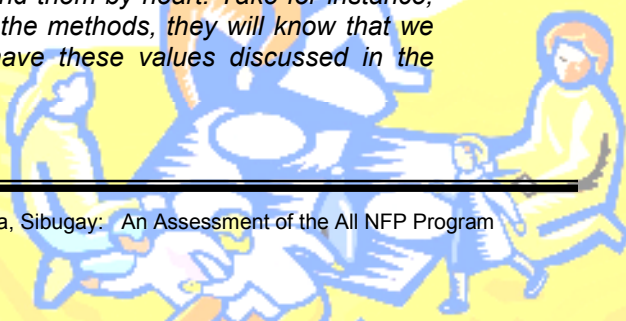 nd them by heart. Take for instance,
the methods, they will know that we
have these values discussed in the
a, Sibugay: An Assessment of the All NFP Program